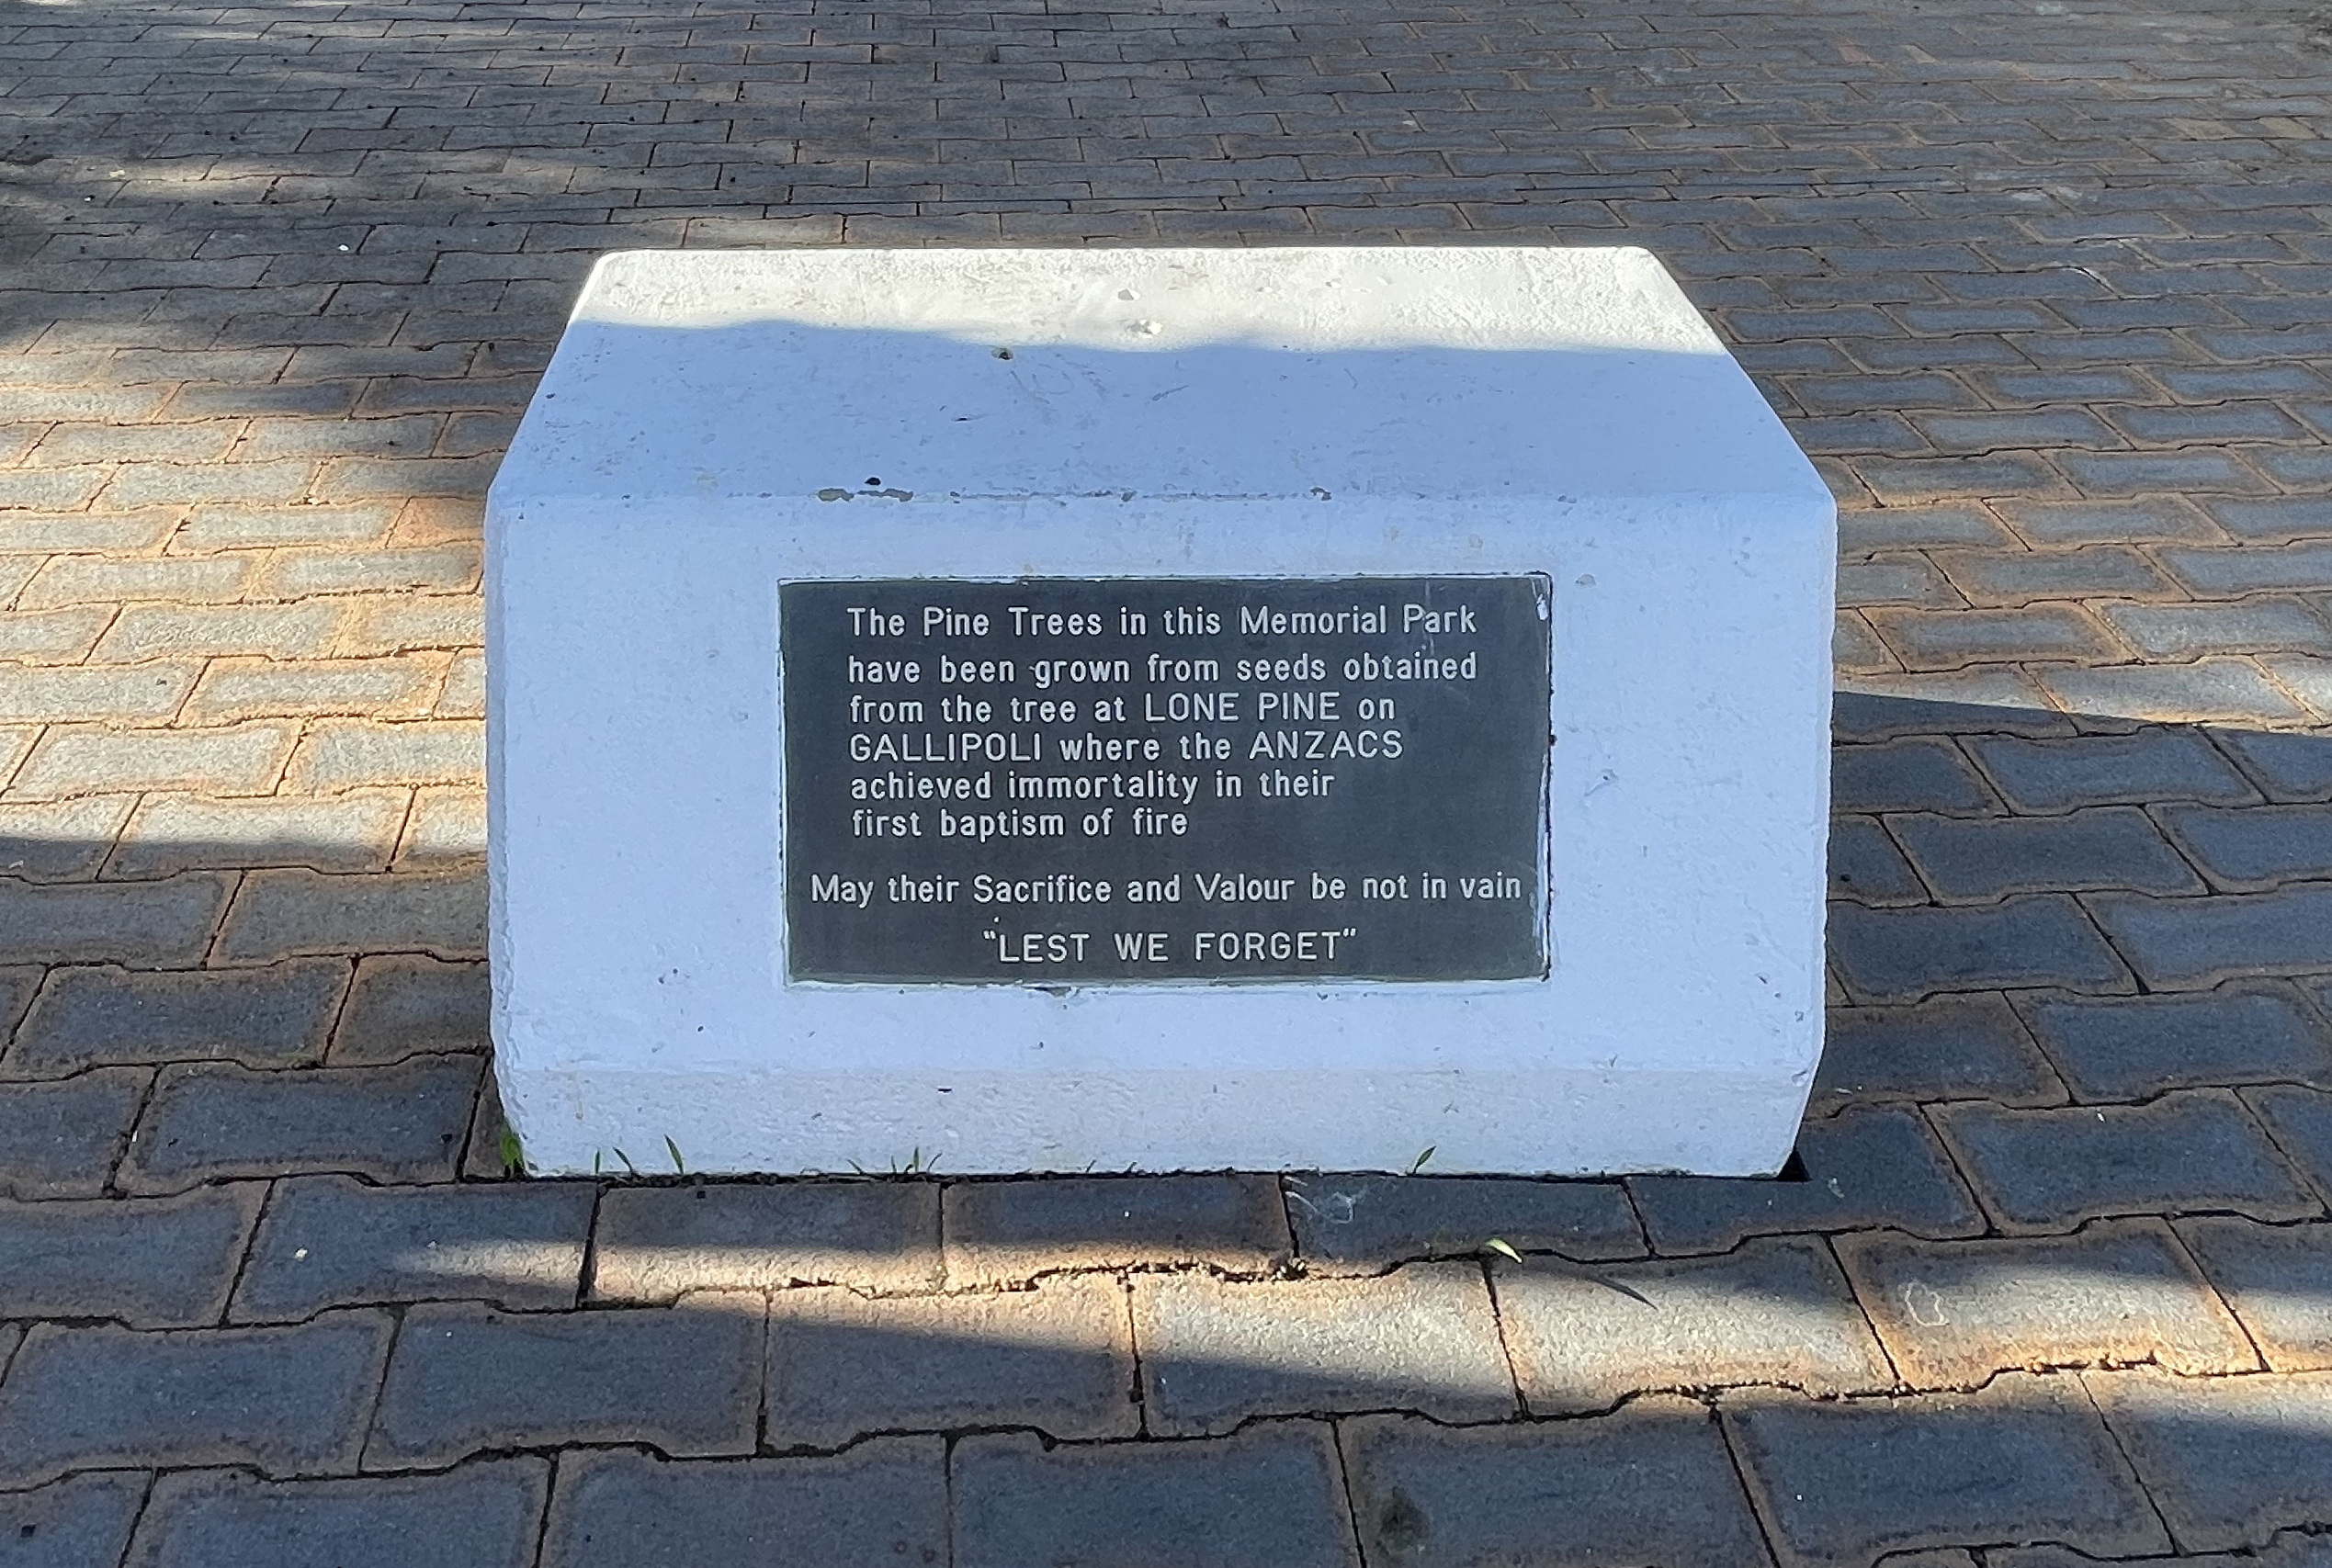 The Pine Trees in this Memorial Park
have been grown from seeds obtained
from the tree at LONE PINE on
GALLIPOLI where the ANZACS
achieved immortality in their
first baptism of fire
May their Sacrifice and Valour be not in vain
"LEST WE FORGET"